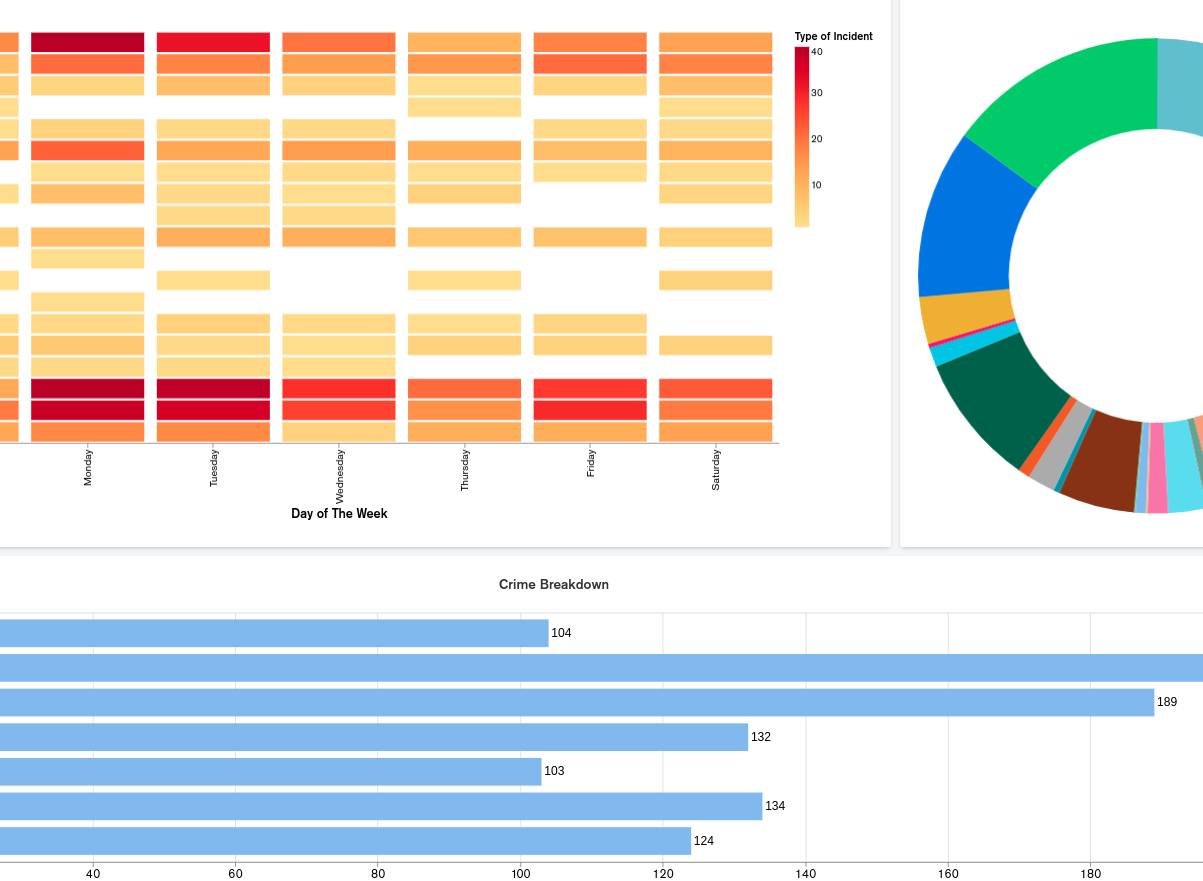 Type of Incident
40
30
20
10
Monday
Tuesday
Wednesday
Thursday
Friday
Saturday
Day of The Week
Crime Breakdown
104
189
132
103
134
124
40 60 80 100 120 140 160 180